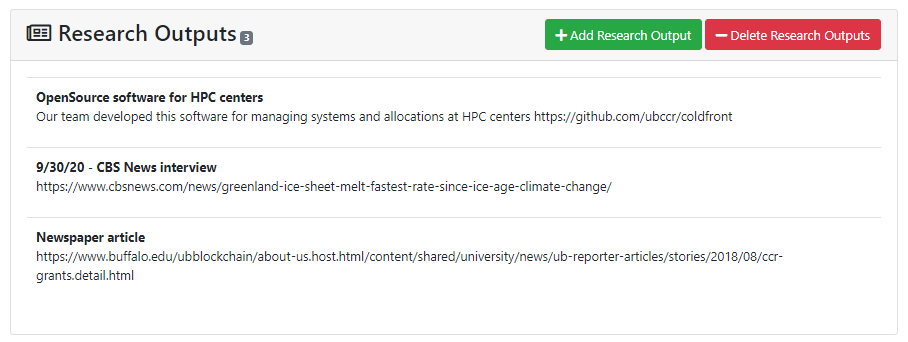 Research Outputs 3
Add Research Output
Delete Research Outputs
OpenSource software for HPC centers
Our team developed this software for managing systems and allocations at HPC centers https://github.com/ubccr/coldfront
9/30/20 - CBS News interview
https://www.cbsnews.com/news/greenland-ice-sheet-melt-fastest-rate-since-ice-age-climate-change/
Newspaper article
https://www.buffalo.edu/ubblockchain/about-us.host.html/content/shared/university/news/ub-reporter-articles/stories/2018/08/ccr-
grants.detail.html